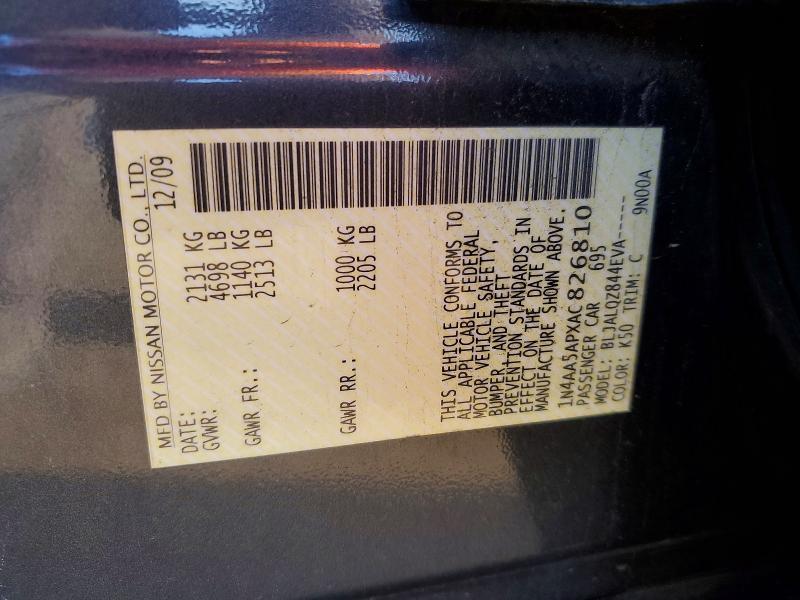 MFD BY NISSAN MOTOR CO., LTD.
DATE: 12/09
GVWR: 2131 KG
4698 LB
GAWR FR.: 1140 KG
2513 LB
GAWR RR.: 1000 KG
2205 LB
THIS VEHICLE CONFORMS TO
ALL APPLICABLE FEDERAL
MOTOR VEHICLE SAFETY,
BUMPER, AND THEFT
PREVENTION STANDARDS IN
EFFECT ON THE DATE OF
MANUFACTURE SHOWN ABOVE.
1N4AA5APXAC826810
PASSENGER CAR 695
MODEL: BLJALQZ844EVA-----
COLOR: K50 TRIM: C 9N00A